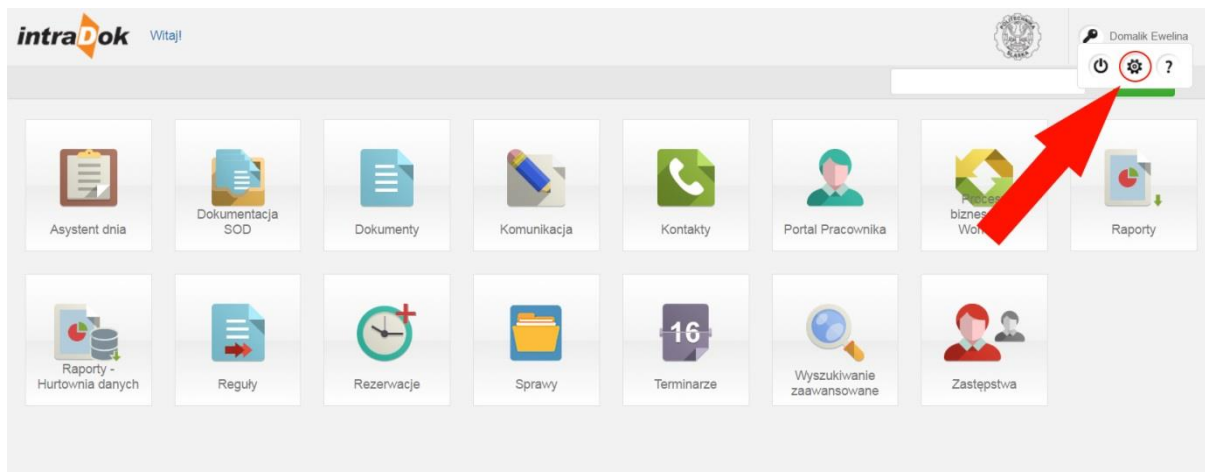 intraDok
Witaj!
Domalik Ewelina
?
Asystent dnia
Dokumentacja
SOD
Dokumenty
Komunikacja
Kontakty
Portal Pracownika
Raporty
Raporty -
Hurtownia danych
Reguły
Rezerwacje
Sprawy
16
Terminarze
Wyszukiwanie
zaawansowane
Zastępstwa